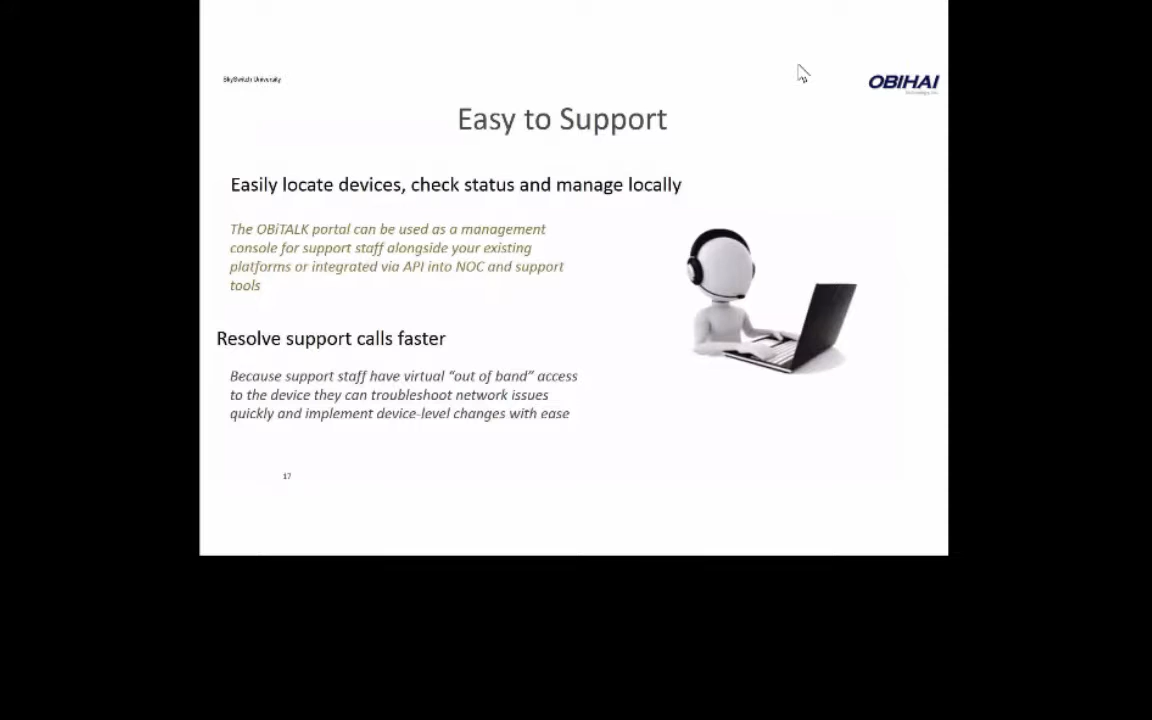 SkySwitch University
OBIHAI
Easy to Support
Easily locate devices, check status and manage locally
The OBiTALK portal can be used as a management
console for support staff alongside your existing
platforms or integrated via API into NOC and support
tools
Resolve support calls faster
Because support staff have virtual “out of band” access
to the device they can troubleshoot network issues
quickly and implement device-level changes with ease
17